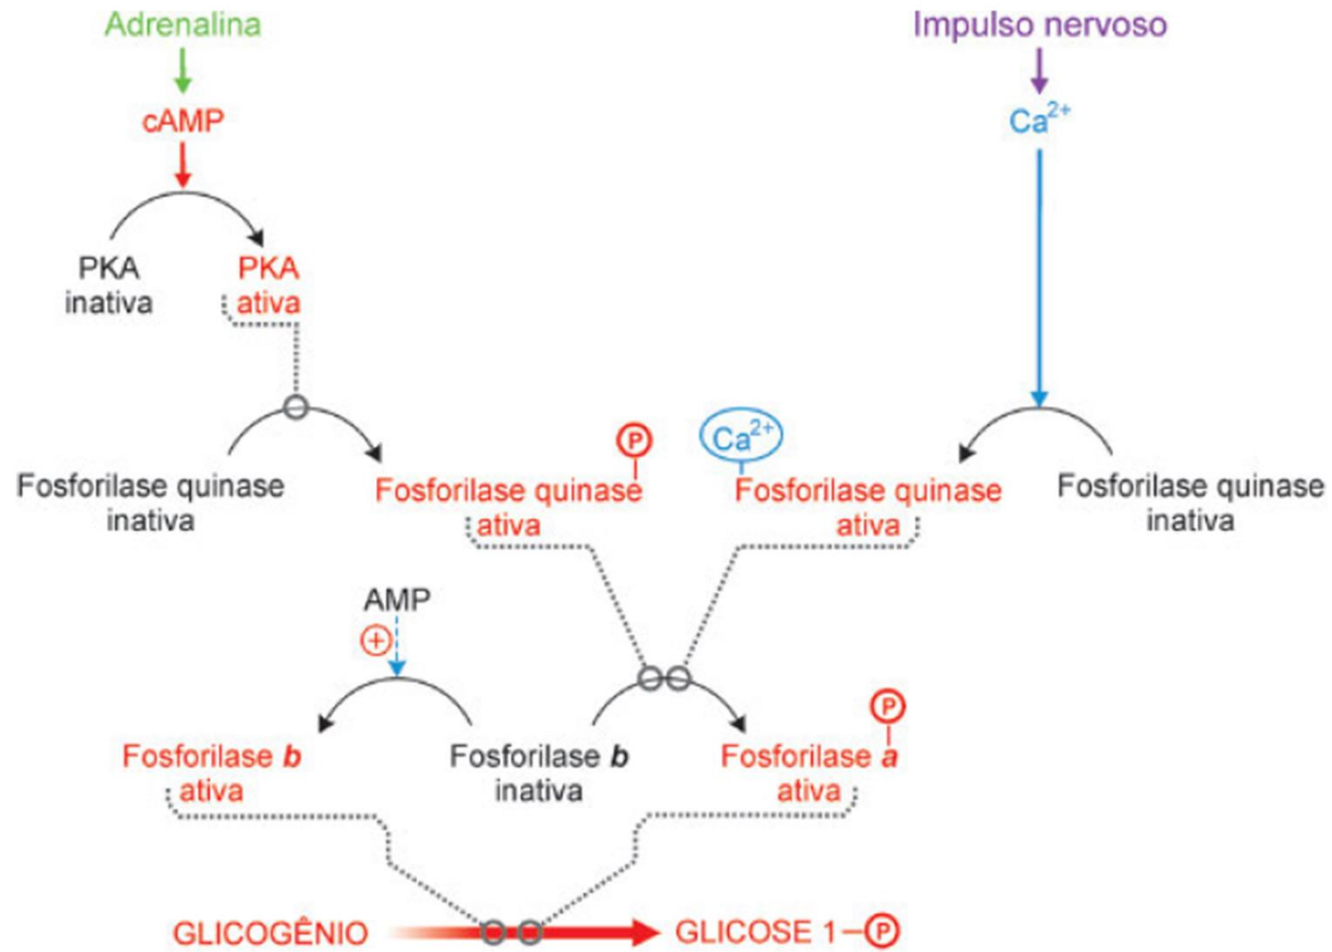 Adrenalina
Impulso nervoso
cAMP
Ca²⁺
PKA
inativa
PKA
ativa
P
Ca²⁺
Fosforilase quinase
inativa
Fosforilase quinase
ativa
Fosforilase quinase
ativa
Fosforilase quinase
inativa
AMP
+
P
Fosforilase b
ativa
Fosforilase b
inativa
Fosforilase a
ativa
GLICOGÊNIO
GLICOSE 1–P